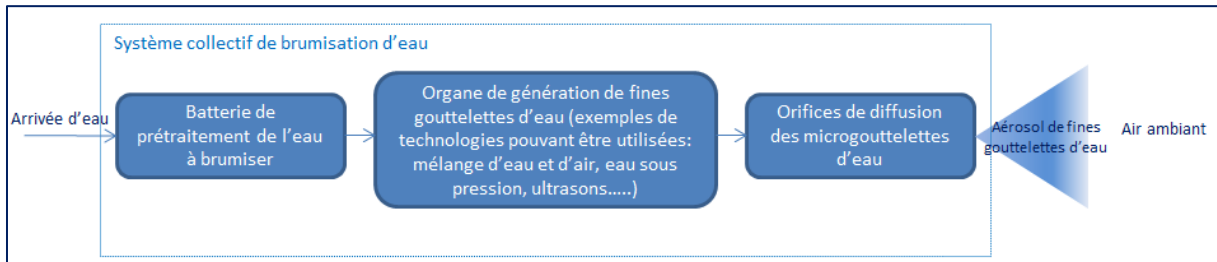 Système collectif de brumisation d'eau
Arrivée d'eau
Batterie de
prétraitement de l'eau
à brumiser
Organe de génération de fines
gouttelettes d'eau (exemples de
technologies pouvant être utilisées:
mélange d'eau et d'air, eau sous
pression, ultrasons…..)
Orifices de diffusion
des microgouttelettes
d'eau
Aérosol de fines
gouttelettes d'eau
Air ambiant